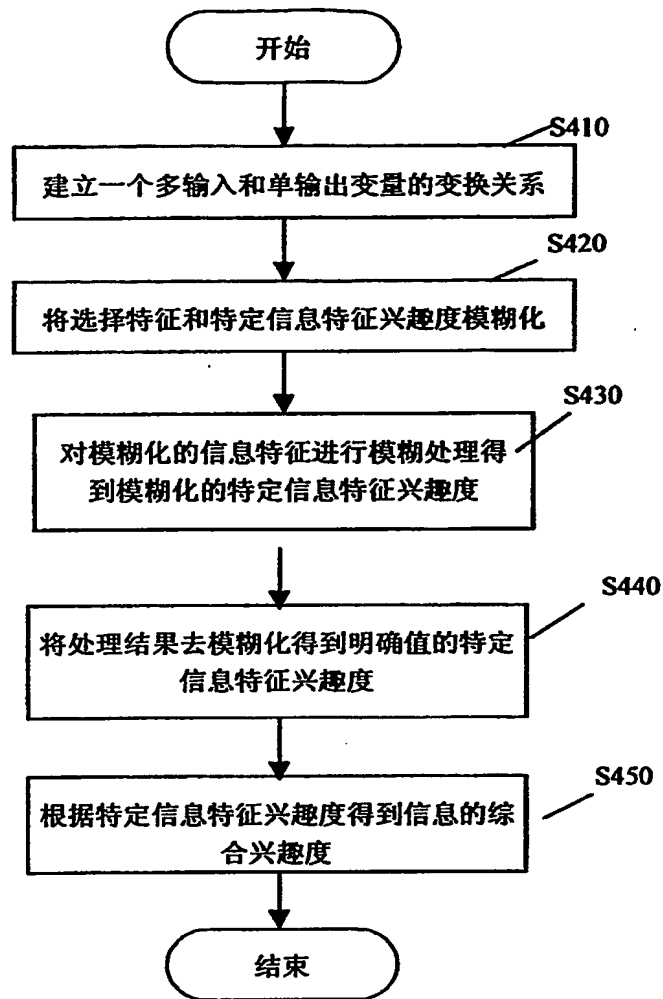 开始
S410
建立一个多输入和单输出变量的变换关系
S420
将选择特征和特定信息特征兴趣度模糊化
S430
对模糊化的信息特征进行模糊处理得
到模糊化的特定信息特征兴趣度
S440
将处理结果去模糊化得到明确值的特定
信息特征兴趣度
S450
根据特定信息特征兴趣度得到信息的综
合兴趣度
结束